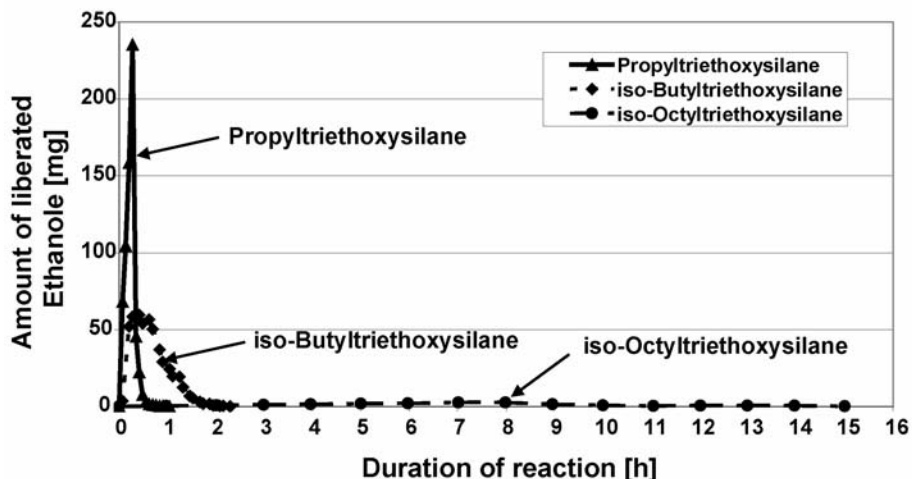 250
200
150
100
50
0
Amount of liberated
Ethanole [mg]
Propyltriethoxysilane
iso-Butyltriethoxysilane
iso-Octyltriethoxysilane
Propyltriethoxysilane
iso-Butyltriethoxysilane
iso-Octyltriethoxysilane
0 1 2 3 4 5 6 7 8 9 10 11 12 13 14 15 16
Duration of reaction [h]